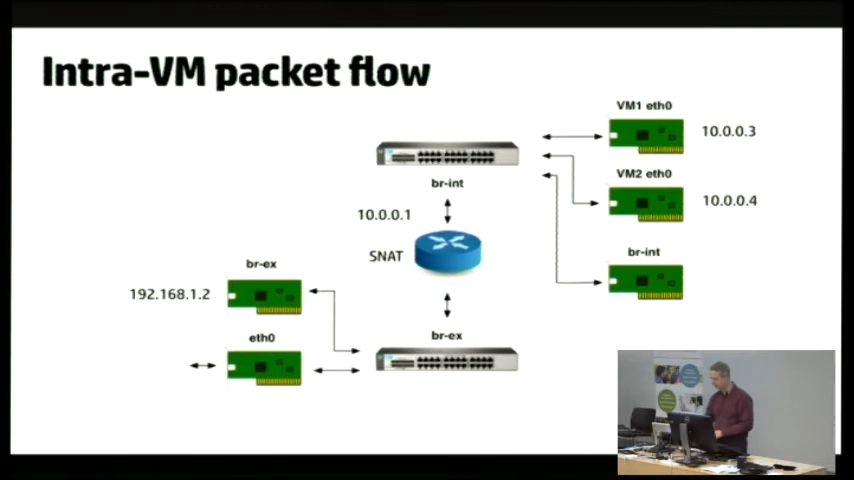 Intra-VM packet flow
VM1 eth0
10.0.0.3
br-int
VM2 eth0
10.0.0.4
10.0.0.1
SNAT
br-int
br-ex
192.168.1.2
br-ex
eth0